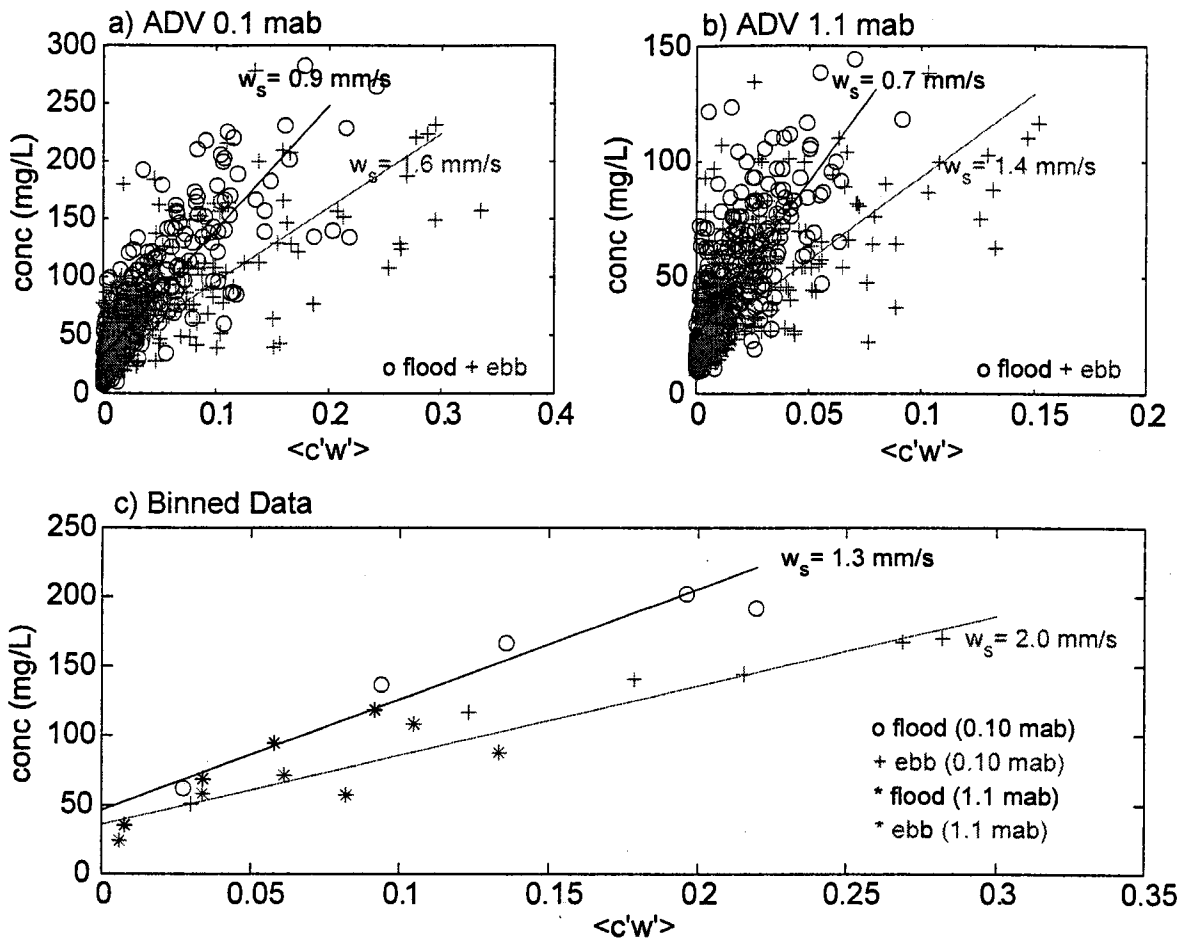 a) ADV 0.1 mab
300
250
200
150
100
50
0
conc (mg/L)
w_s = 0.9 mm/s
w_s = 1.6 mm/s
o flood + ebb
0
0.1
0.2
0.3
0.4
<c'w'>
b) ADV 1.1 mab
150
100
50
0
conc (mg/L)
w_s = 0.7 mm/s
w_s = 1.4 mm/s
o flood + ebb
0
0.05
0.1
0.15
0.2
<c'w'>
c) Binned Data
250
200
150
100
50
0
conc (mg/L)
w_s = 1.3 mm/s
w_s = 2.0 mm/s
o flood (0.10 mab)
+ ebb (0.10 mab)
* flood (1.1 mab)
* ebb (1.1 mab)
0
0.05
0.1
0.15
0.2
0.25
0.3
0.35
<c'w'>